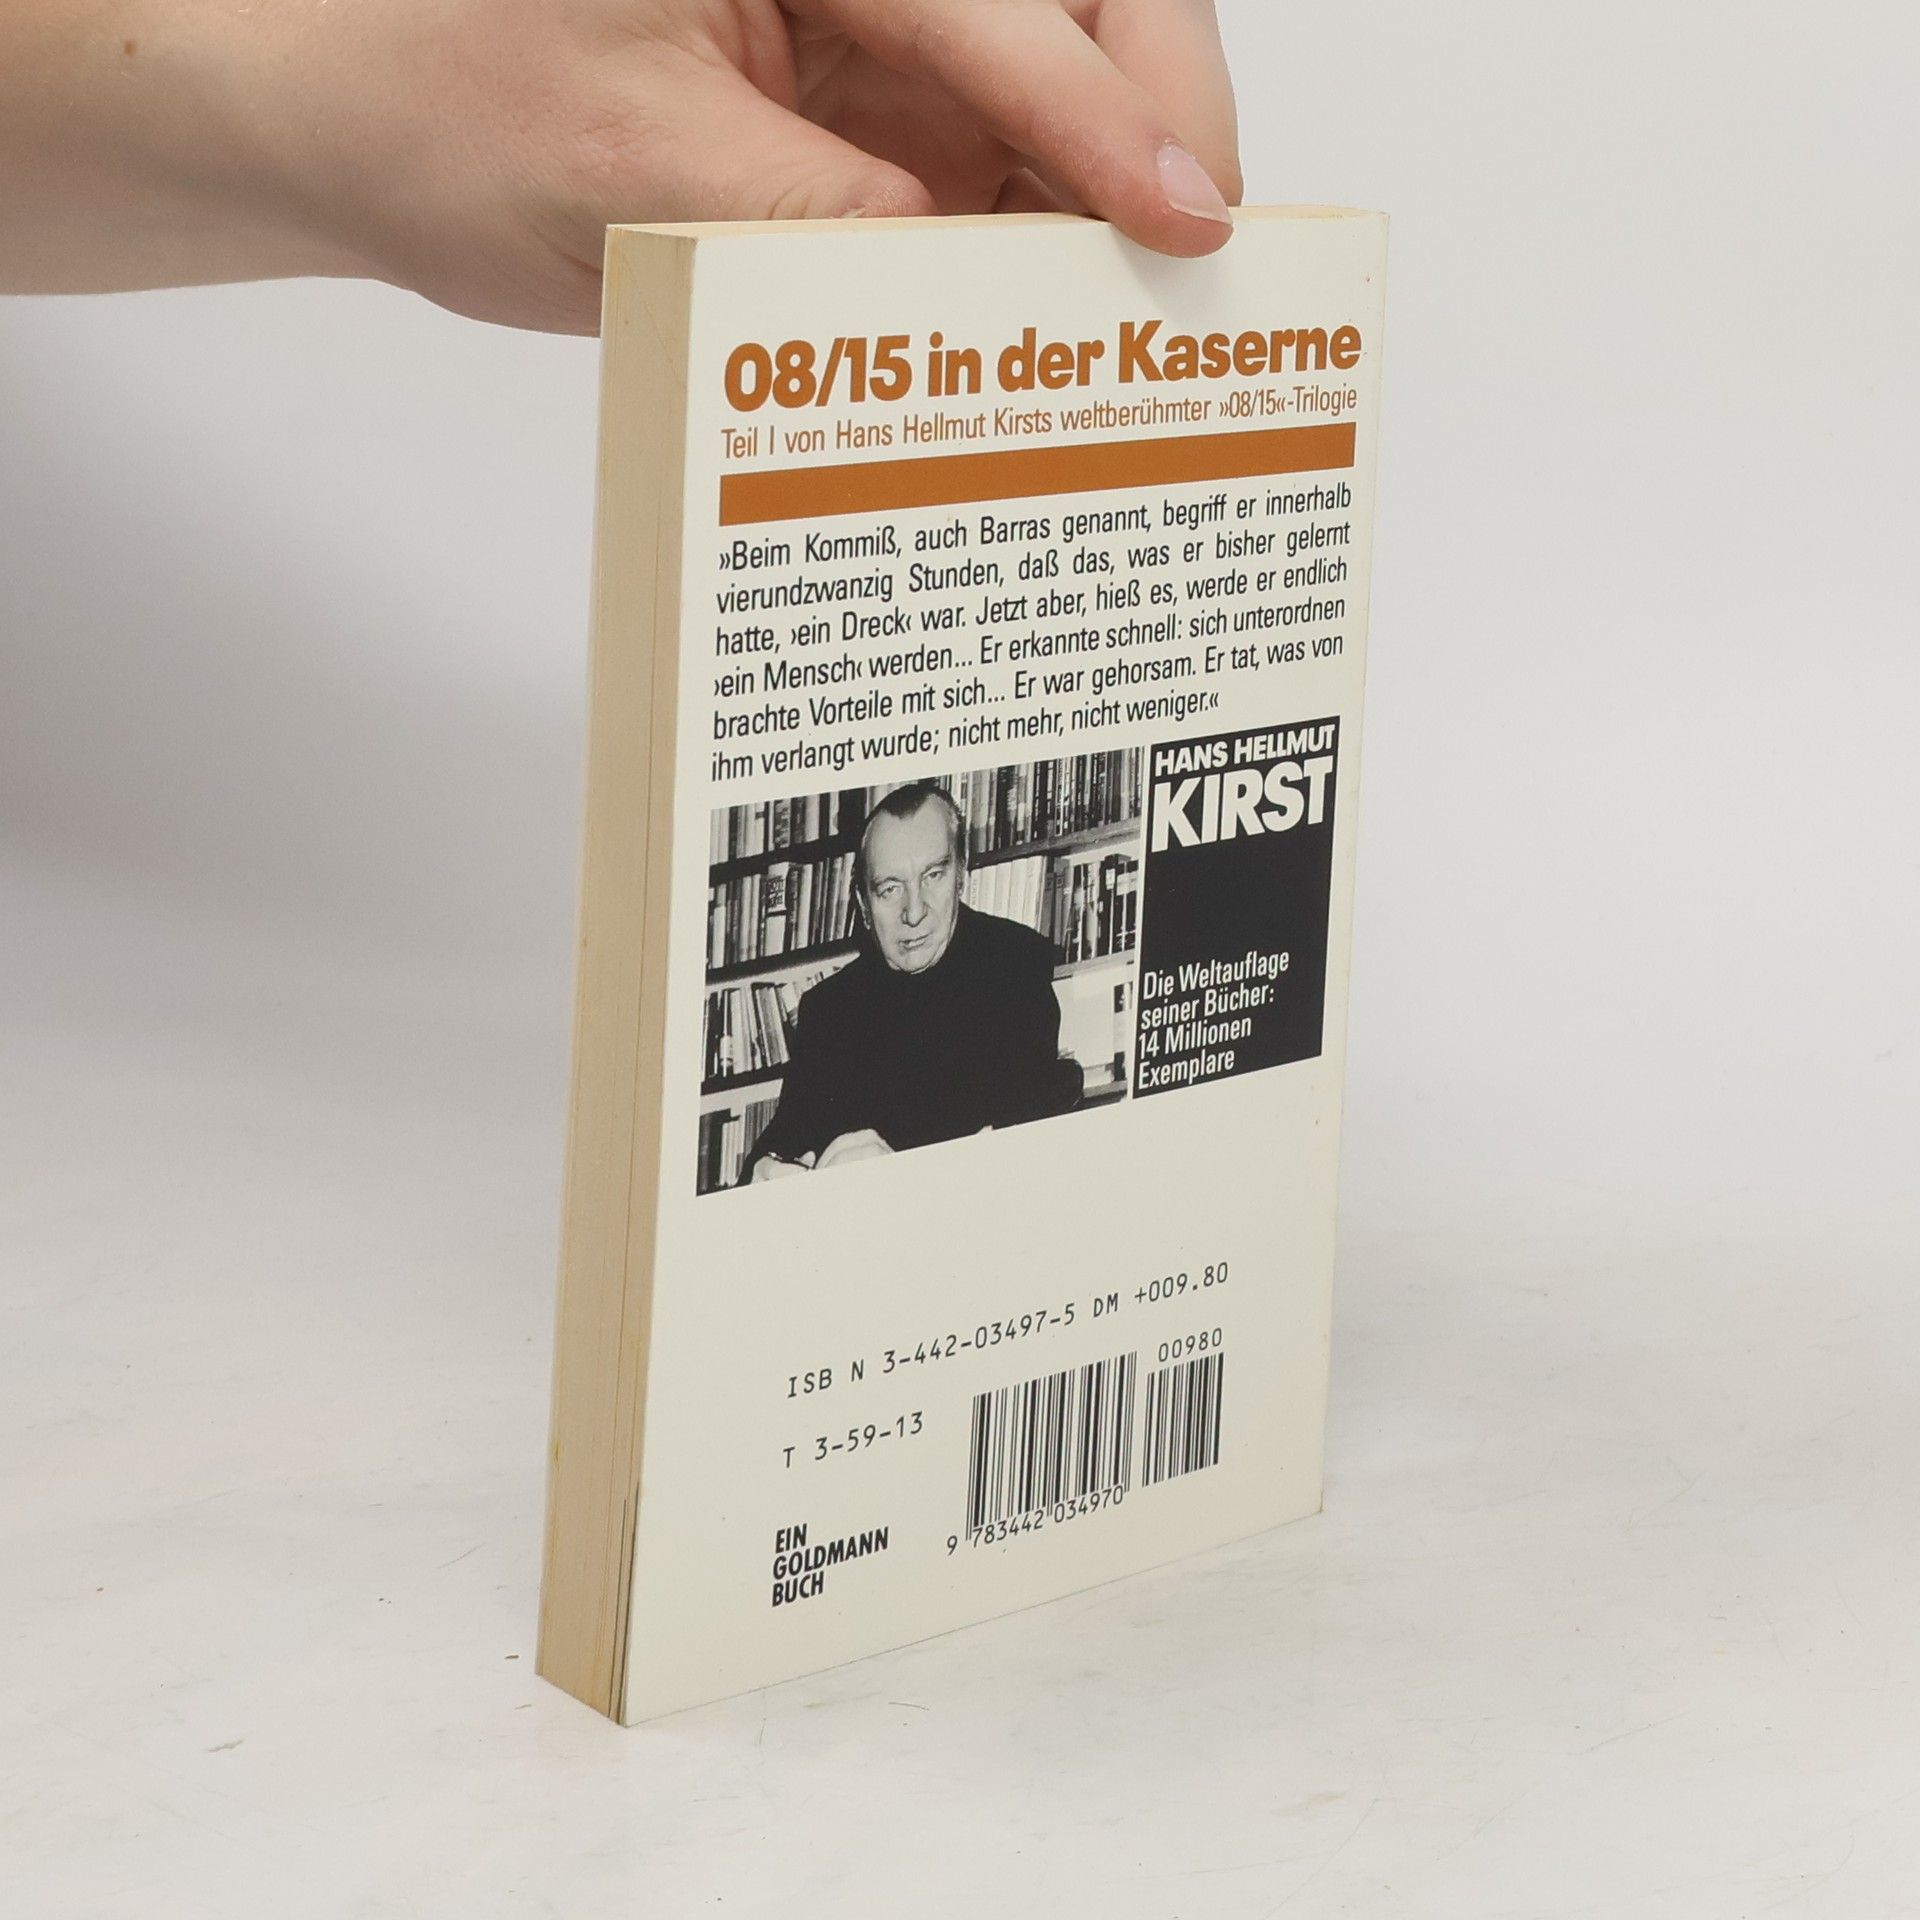 08/15 in der Kaserne
Teil I von Hans Hellmut Kirsts weltberühmter »08/15«-Trilogie
»Beim Kommiß, auch Barras genannt, begriff er innerhalb
vierundzwanzig Stunden, daß das, was er bisher gelernt
hatte, ›ein Dreck‹ war. Jetzt aber, hieß es, werde er endlich
›ein Mensch‹ werden... Er erkannte schnell: sich unterordnen
brachte Vorteile mit sich... Er war gehorsam. Er tat, was von
ihm verlangt wurde; nicht mehr, nicht weniger.«
HANS HELLMUT
KIRST
Die Weltauflage
seiner Bücher:
14 Millionen
Exemplare
ISB N 3-442-03497-5 DM +009.80
00980
T 3-59-13
9 783442 034970
EIN
GOLDMANN
BUCH